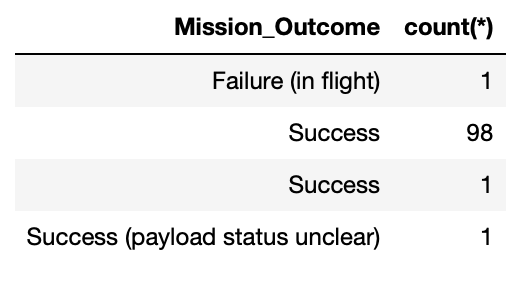 Mission_Outcome count(*)
Failure (in flight) 1
Success 98
Success 1
Success (payload status unclear) 1